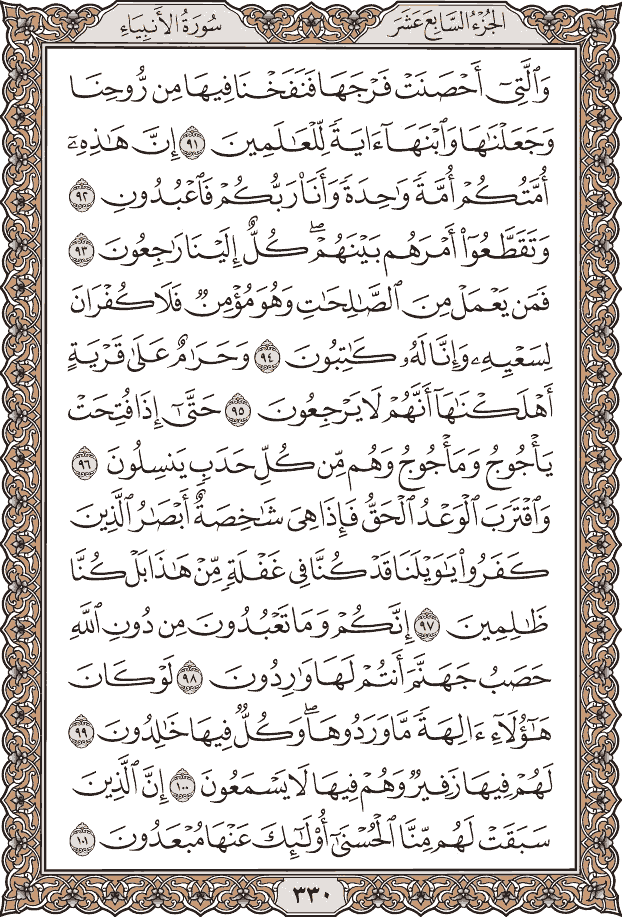 الجُزْءُ السَّابِعَ عَشَرَ
سُورَةُ الأَنبِيَاءِ
وَٱلَّتِىٓ أَحْصَنَتْ فَرْجَهَا فَنَفَخْنَا فِيهَا مِن رُّوحِنَا
وَجَعَلْنَٰهَا وَٱبْنَهَآ ءَايَةً لِّلْعَٰلَمِينَ ٩١ إِنَّ هَٰذِهِۦٓ
أُمَّتُكُمْ أُمَّةً وَٰحِدَةً وَأَنَا۠ رَبُّكُمْ فَٱعْبُدُونِ ٩٢
وَتَقَطَّعُوٓا۟ أَمْرَهُم بَيْنَهُمْ ۖ كُلٌّ إِلَيْنَا رَٰجِعُونَ ٩٣
فَمَن يَعْمَلْ مِنَ ٱلصَّٰلِحَٰتِ وَهُوَ مُؤْمِنٌ فَلَا كُفْرَانَ
لِسَعْيِهِۦ وَإِنَّا لَهُۥ كَٰتِبُونَ ٩٤ وَحَرَٰمٌ عَلَىٰ قَرْيَةٍ
أَهْلَكْنَٰهَآ أَنَّهُمْ لَا يَرْجِعُونَ ٩٥ حَتَّىٰٓ إِذَا فُتِحَتْ
يَأْجُوجُ وَمَأْجُوجُ وَهُم مِّن كُلِّ حَدَبٍ يَنسِلُونَ ٩٦
وَٱقْتَرَبَ ٱلْوَعْدُ ٱلْحَقُّ فَإِذَا هِىَ شَٰخِصَةٌ أَبْصَٰرُ ٱلَّذِينَ
كَفَرُوا۟ يَٰوَيْلَنَا قَدْ كُنَّا فِى غَفْلَةٍ مِّنْ هَٰذَا بَلْ كُنَّا
ظَٰلِمِينَ ٩٧ إِنَّكُمْ وَمَا تَعْبُدُونَ مِن دُونِ ٱللَّهِ
حَصَبُ جَهَنَّمَ أَنتُمْ لَهَا وَٰرِدُونَ ٩٨ لَوْ كَانَ
هَٰٓؤُلَآءِ ءَالِهَةً مَّا وَرَدُوهَا ۖ وَكُلٌّ فِيهَا خَٰلِدُونَ ٩٩
لَهُمْ فِيهَا زَفِيرٌ وَهُمْ فِيهَا لَا يَسْمَعُونَ ١٠٠ إِنَّ ٱلَّذِينَ
سَبَقَتْ لَهُم مِّنَّا ٱلْحُسْنَىٰٓ أُو۟لَٰٓئِكَ عَنْهَا مُبْعَدُونَ ١٠١
٣٣٠